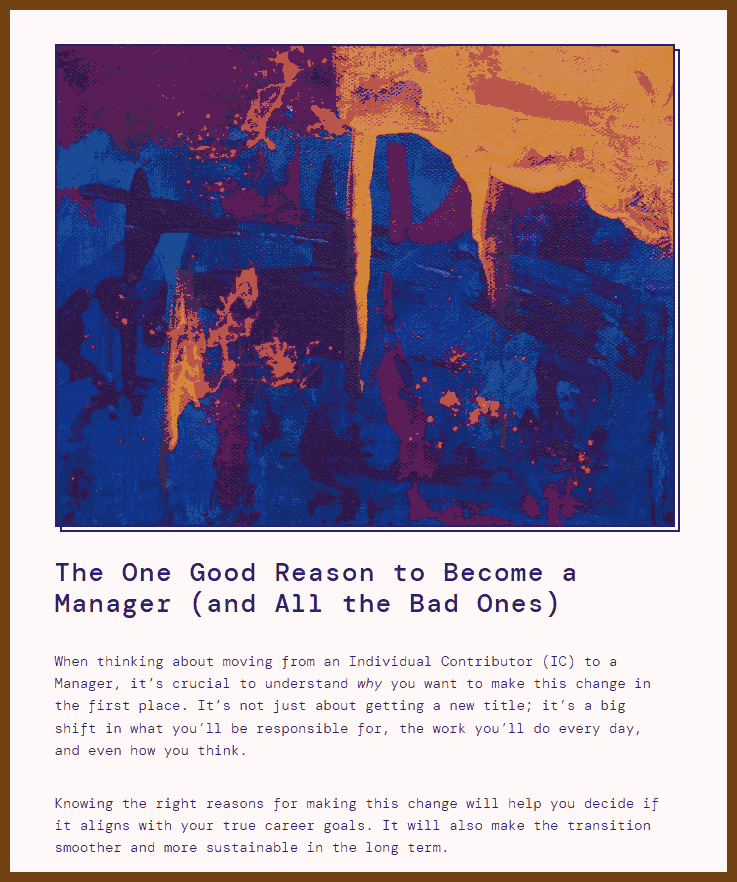 The One Good Reason to Become a
Manager (and All the Bad Ones)
When thinking about moving from an Individual Contributor (IC) to a
Manager, it’s crucial to understand why you want to make this change in
the first place. It’s not just about getting a new title; it’s a big
shift in what you’ll be responsible for, the work you’ll do every day,
and even how you think.
Knowing the right reasons for making this change will help you decide if
it aligns with your true career goals. It will also make the transition
smoother and more sustainable in the long term.